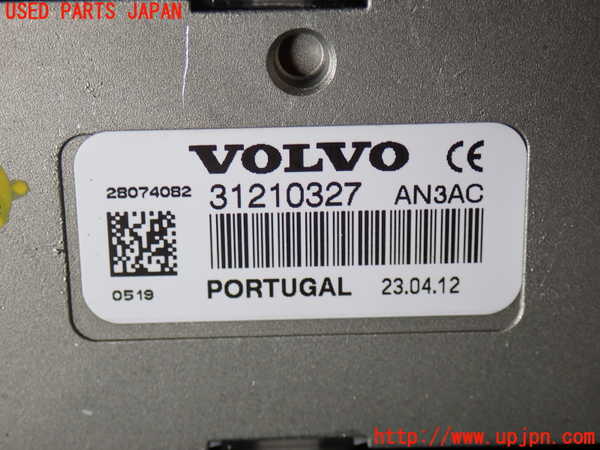 USED PARTS JAPAN
VOLVO CE
28074082 31210327 AN3AC
0519 PORTUGAL 23.04.12
http://www.upjpn.com/